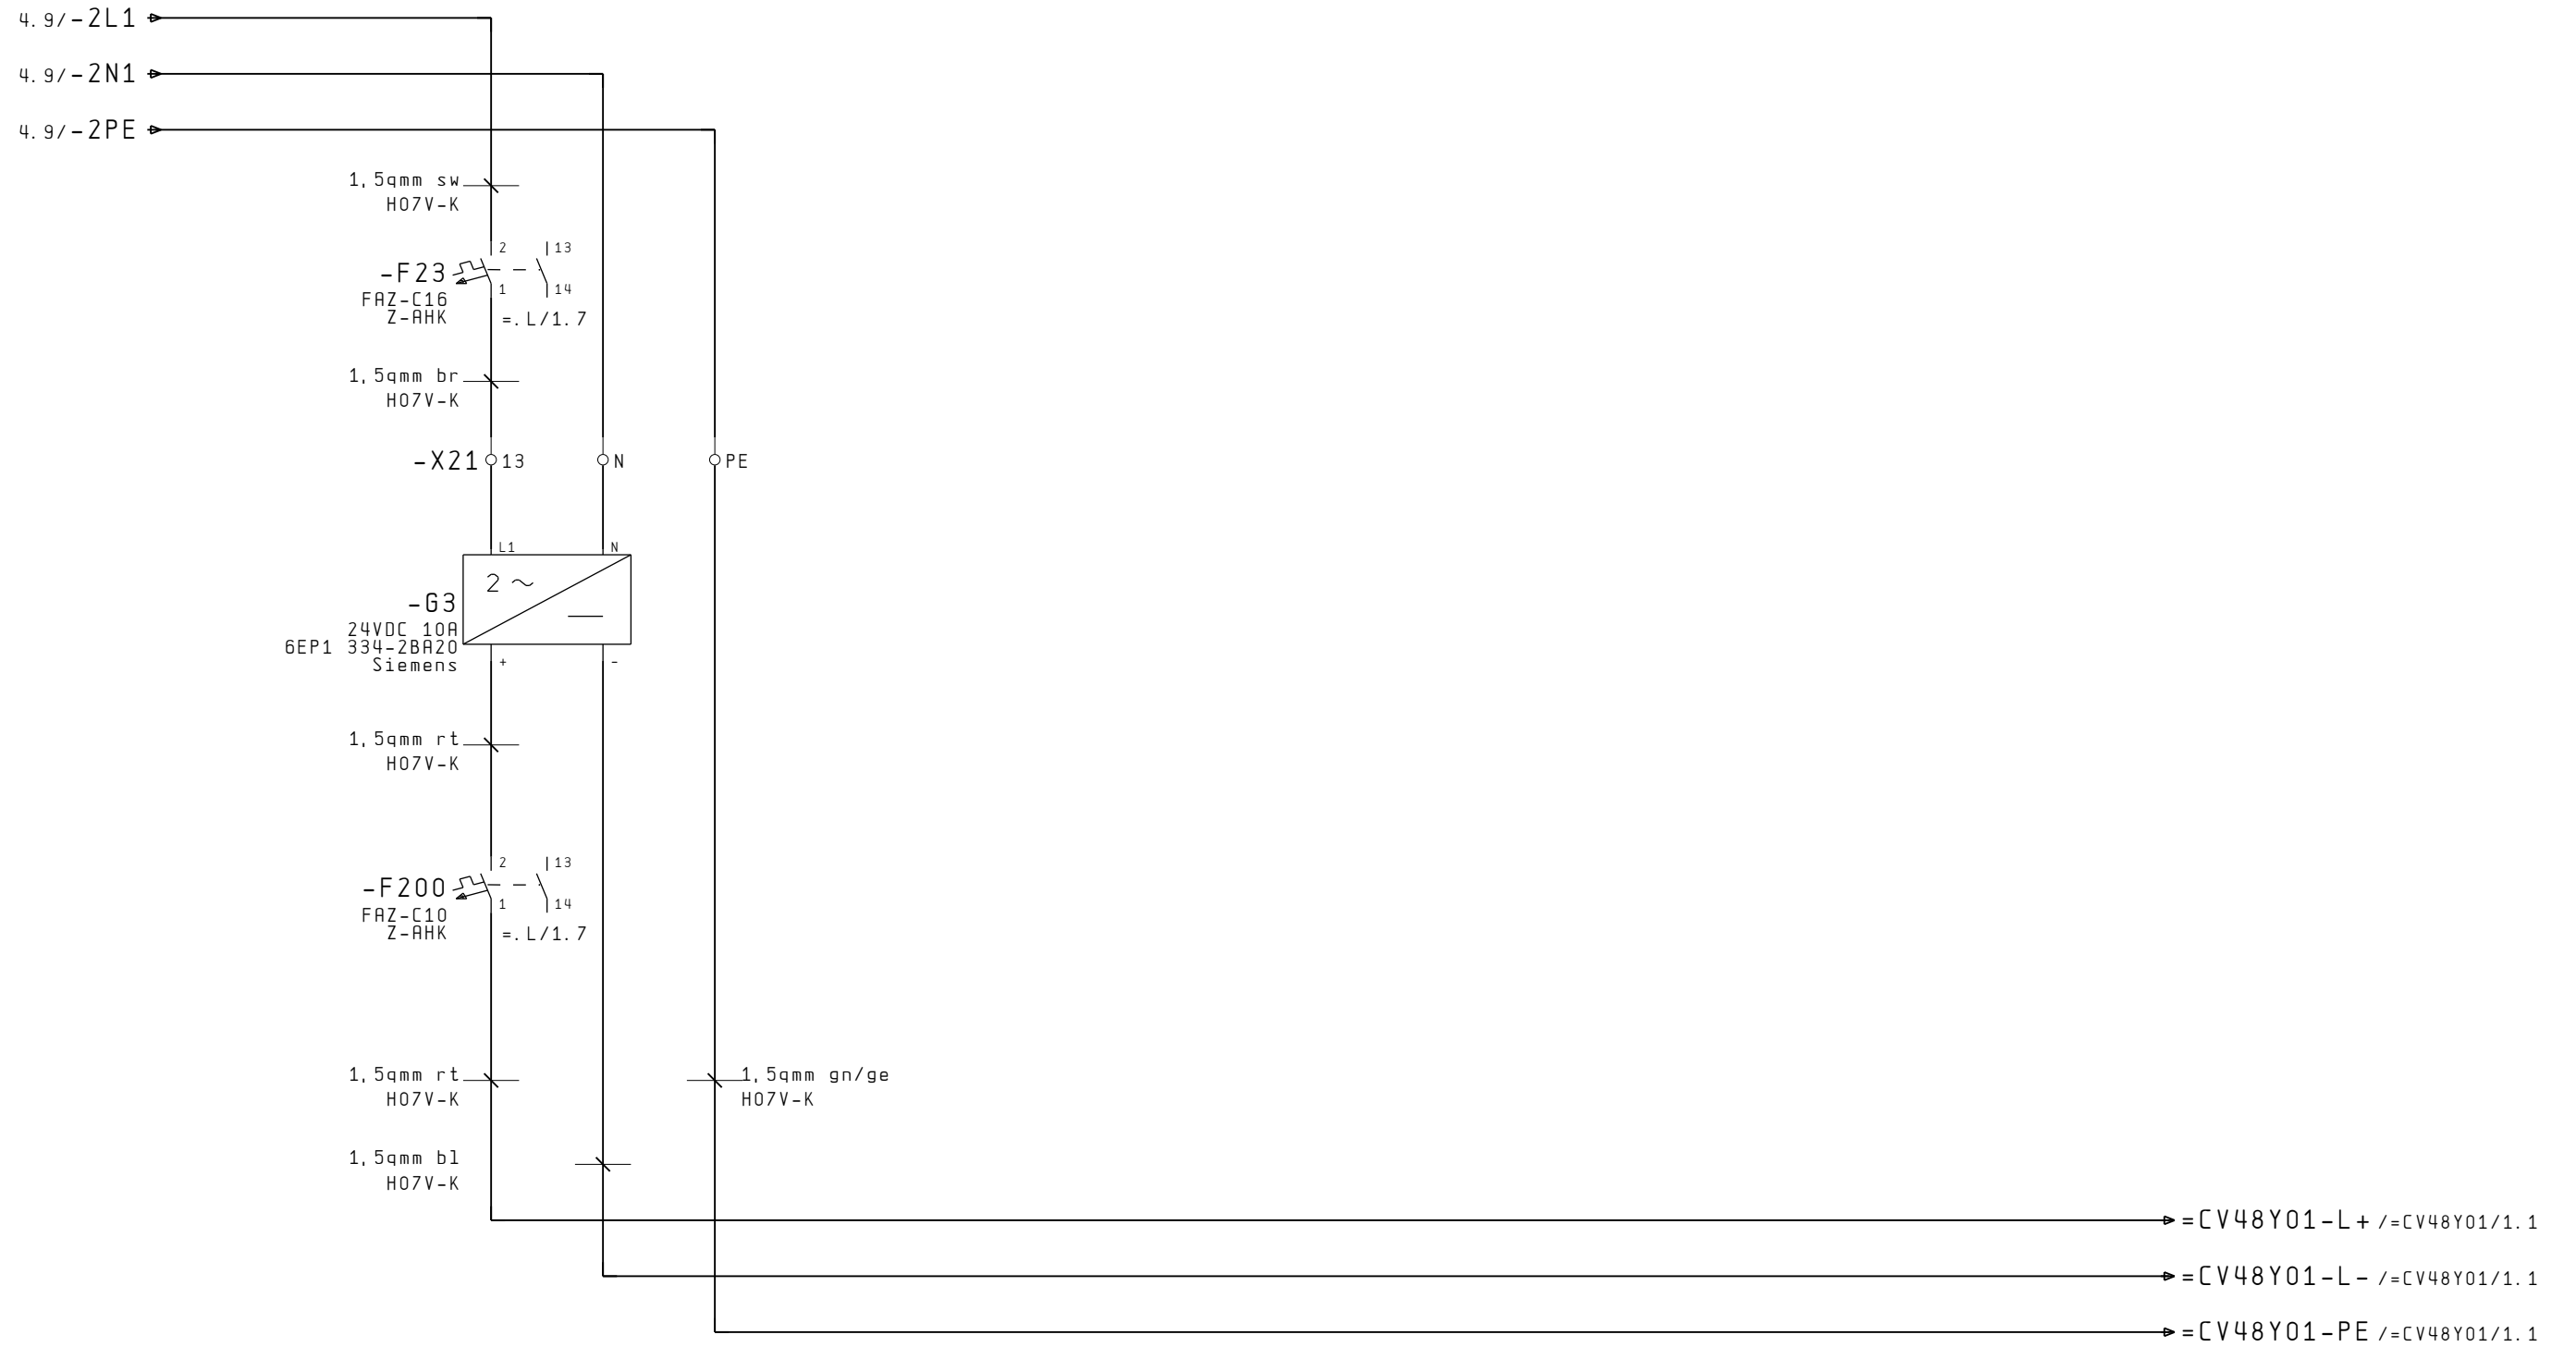 4.9/-2L1
4.9/-2N1
4.9/-2PE
1,5qmm sw
H07V-K
2 13
-F23
1 14
FAZ-C16
Z-AHK =.L/1.7
1,5qmm br
H07V-K
-X21 13 N PE
L1 N
2 ~
-G3
24VDC 10A
6EP1 334-2BA20
Siemens
+ -
1,5qmm rt
H07V-K
2 13
-F200
1 14
FAZ-C10
Z-AHK =.L/1.7
1,5qmm rt 1,5qmm gn/ge
H07V-K H07V-K
1,5qmm bl
H07V-K
=CV48Y01-L+ /=CV48Y01/1.1
=CV48Y01-L- /=CV48Y01/1.1
=CV48Y01-PE /=CV48Y01/1.1